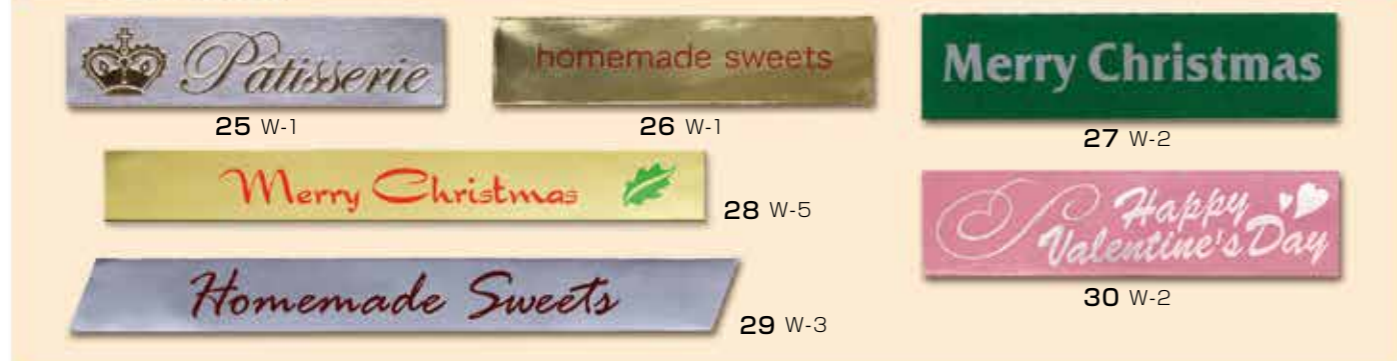 Pâtisserie
25 W-1
homemade sweets
26 W-1
Merry Christmas
27 W-2
Merry Christmas
28 W-5
Happy
Valentine's Day
30 W-2
Homemade Sweets
29 W-3